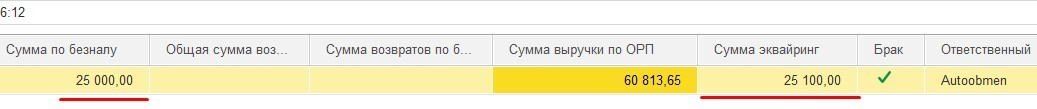 6:12
Сумма по безналу Общая сумма воз... Сумма возвратов по б... Сумма выручки по ОРП Сумма эквайринг Брак Ответственный
25 000,00 60 813,65 25 100,00 Autoobmen